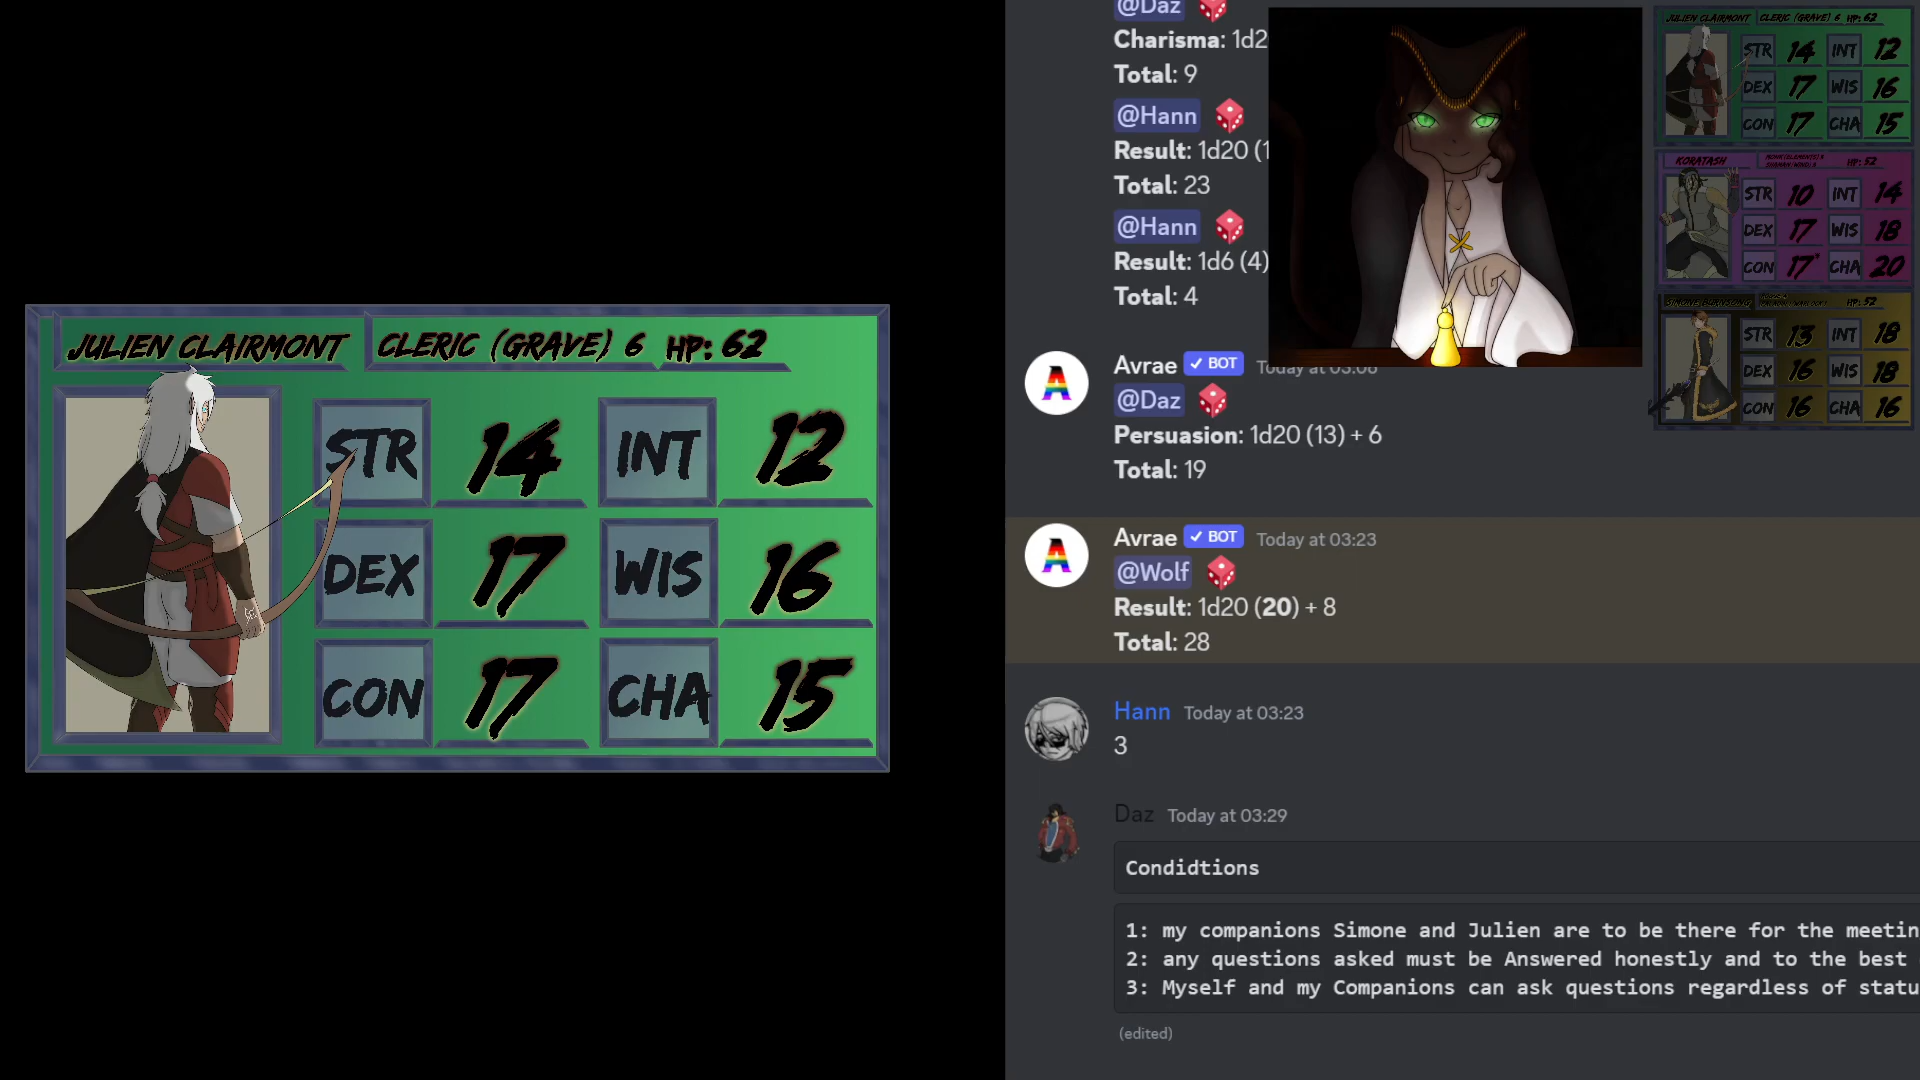 JULIEN CLAIRMONT
CLERIC (GRAVE) 6 HP: 62
STR 14 INT 12
DEX 17 WIS 16
CON 17 CHA 15
@Daz
Charisma: 1d2
Total: 9
@Hann
Result: 1d20 (1
Total: 23
@Hann
Result: 1d6 (4)
Total: 4
Avrae BOT Today at 03:06
@Daz
Persuasion: 1d20 (13) + 6
Total: 19
A
Avrae BOT Today at 03:23
@Wolf
Result: 1d20 (20) + 8
Total: 28
A
Hann Today at 03:23
3
Daz Today at 03:29
Condidtions
1: my companions Simone and Julien are to be there for the meetin
2: any questions asked must be Answered honestly and to the best
3: Myself and my Companions can ask questions regardless of statu
(edited)
JULIEN CLAIRMONT CLERIC (GRAVE) 6 HP: 62
STR 14 INT 12
DEX 17 WIS 16
CON 17 CHA 15
KORATASH HP: 52
STR 10 INT 14
DEX 17 WIS 18
CON 17 CHA 20
HP: 52
STR 13 INT 18
DEX 16 WIS 18
CON 16 CHA 16